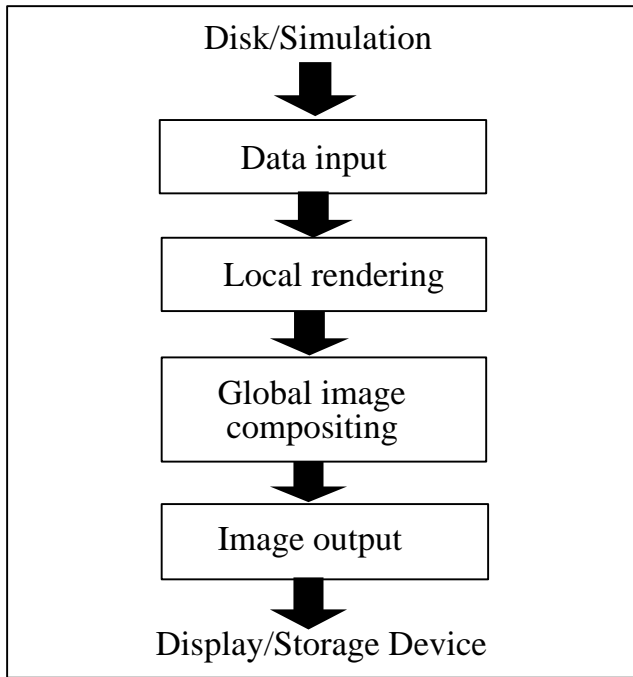 Disk/Simulation
Data input
Local rendering
Global image
compositing
Image output
Display/Storage Device